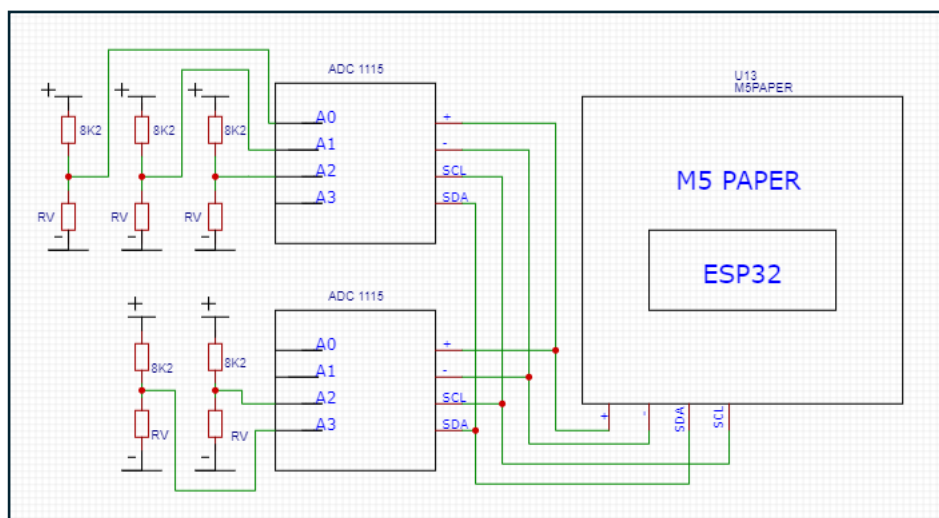 ADC 1115
U13
M5PAPER
+ + +
8K2 8K2 8K2
A0 +
A1 -
A2 SCL
A3 SDA
RV RV RV
- - -
M5 PAPER
ESP32
ADC 1115
+ +
8K2 8K2
A0 +
A1 -
A2 SCL
A3 SDA
RV RV
- -
+ - SDA SCL